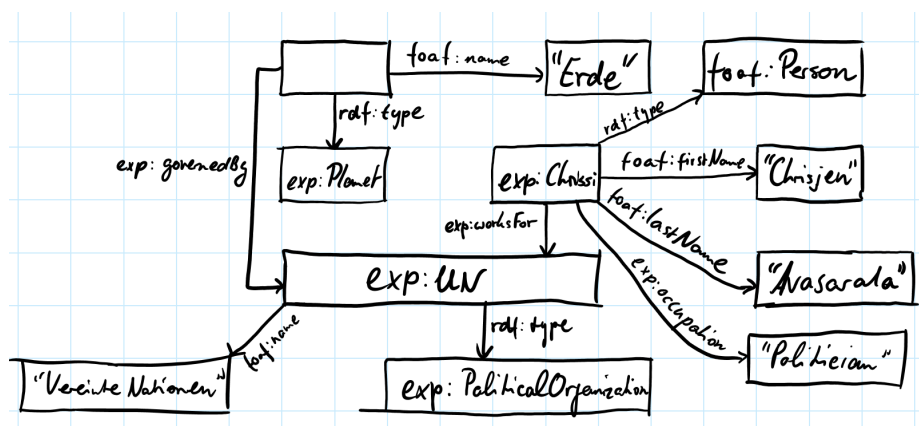 foaf:name
"Erde"
foaf:Person
rdf:type
rdf:type
exp:governedBy
exp:Planet
exp:Chrissi
foaf:firstName
"Chrisjen"
exp:worksFor
foaf:lastName
exp:UN
"Avasarala"
exp:occupation
foaf:name
rdf:type
"Politician"
"Vereinte Nationen"
exp:PoliticalOrganization